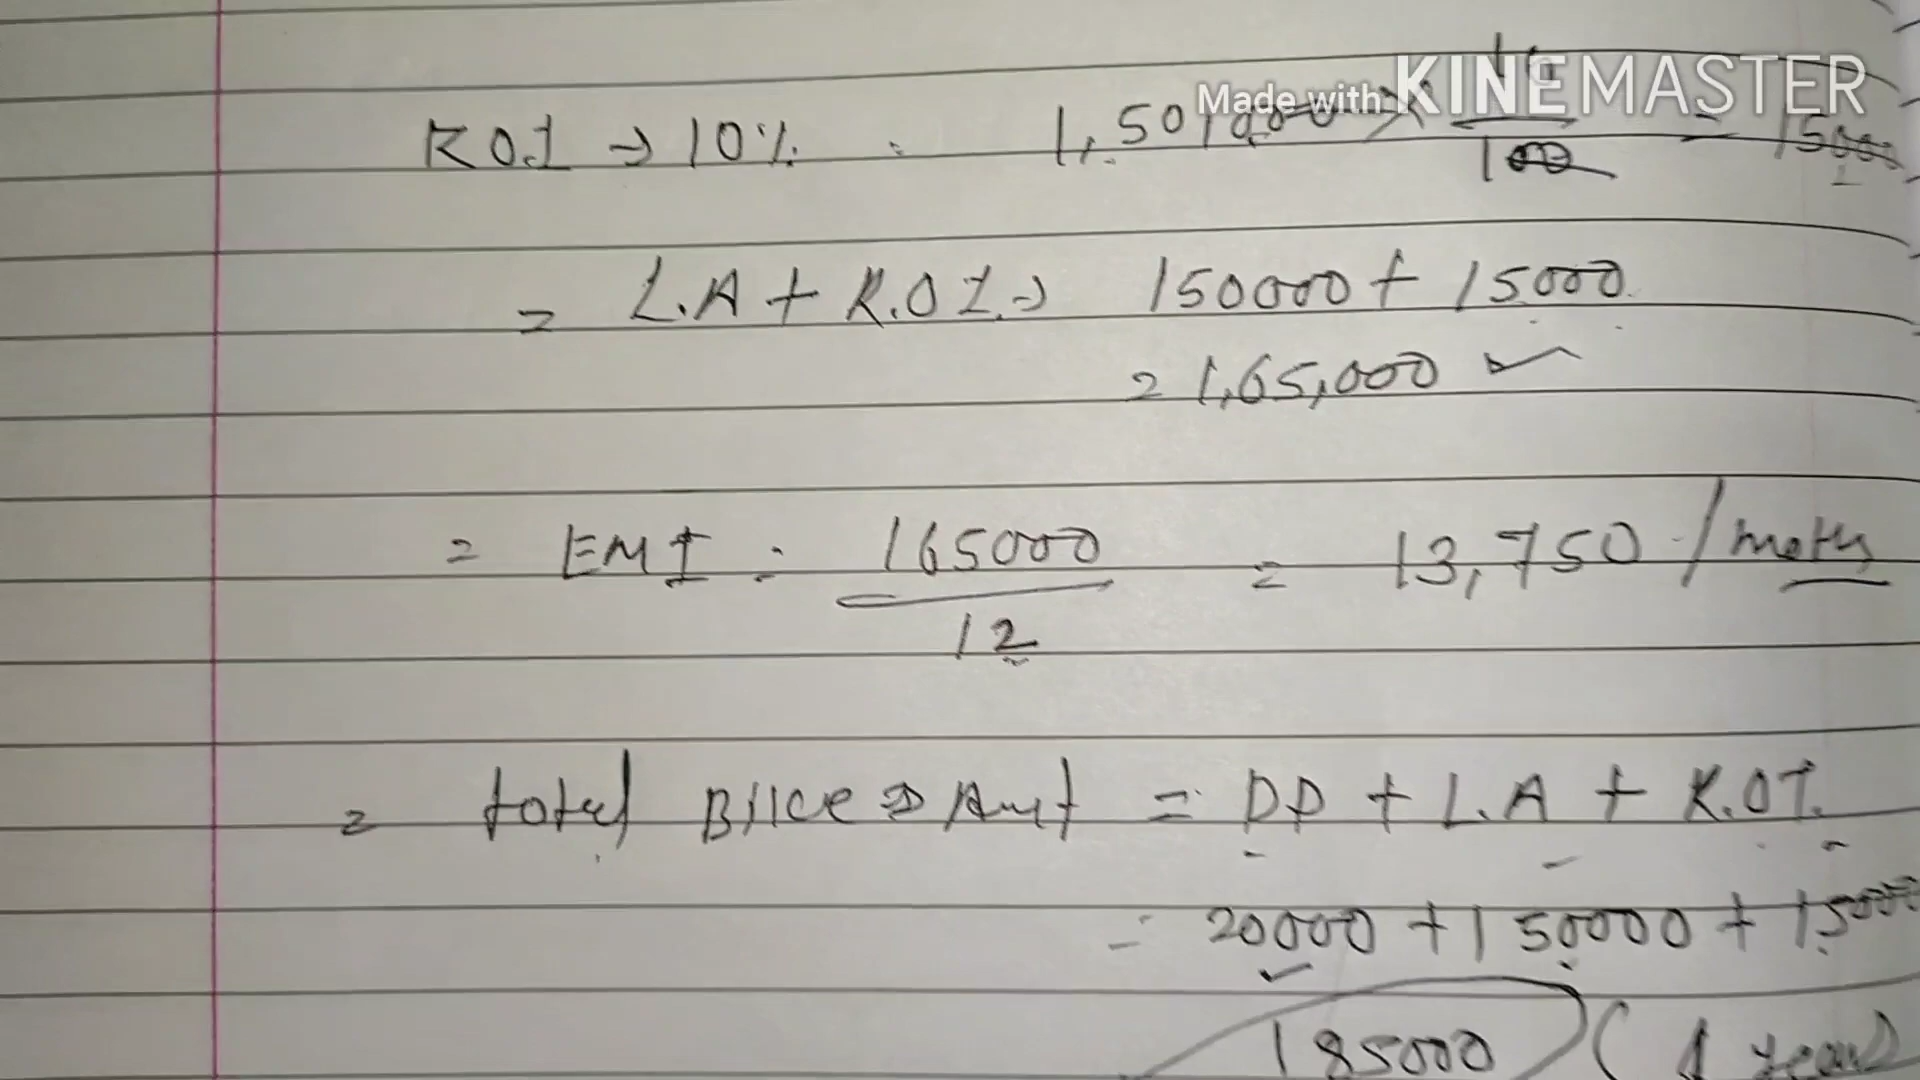 Made with KINEMASTER
ROI → 10% . 1,50,000 × 10/100 = 15000
= L.A + R.O.I. → 150000 + 15000
= 1,65,000 ✓
= EMI : 165000/12 = 13,750 /month
= total Bike → Amt = DP + L.A + R.OI.
= 20000 + 150000 + 15000
185000 (1 year)